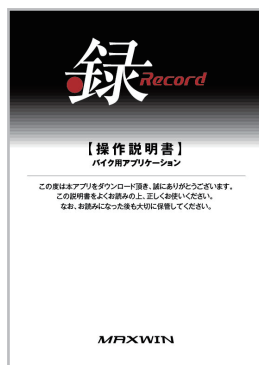 録 Record
【操作説明書】
バイク用アプリケーション
この度は本アプリをダウンロード頂き、誠にありがとうございます。
この説明書をよくお読みの上、正しくお使いください。
なお、お読みになった後も大切に保管してください。
MAXWIN